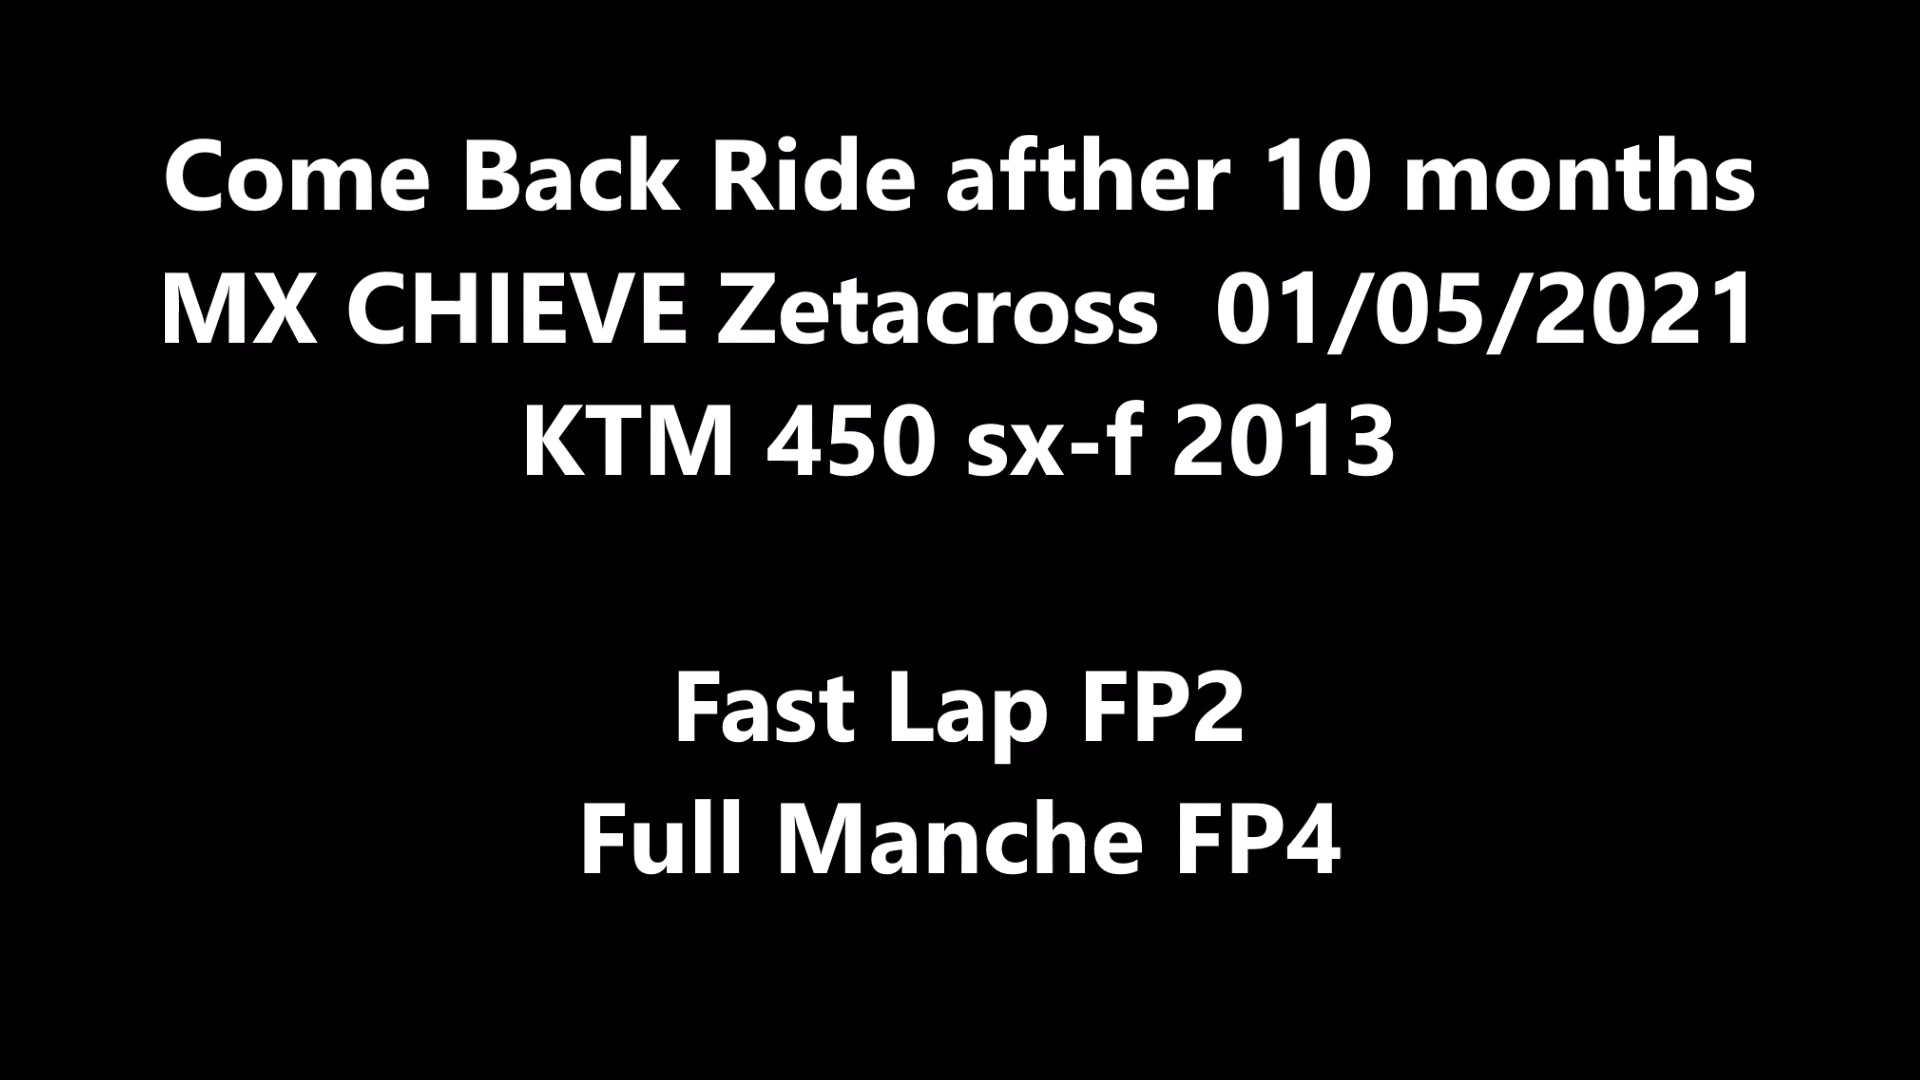 Come Back Ride afther 10 months
MX CHIEVE Zetacross 01/05/2021
KTM 450 sx-f 2013
Fast Lap FP2
Full Manche FP4